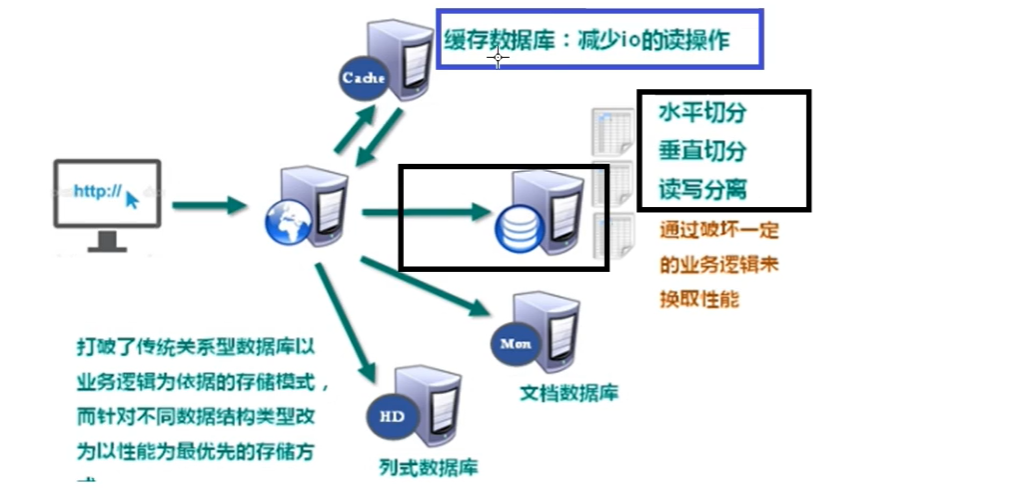 缓存数据库：减少io的读操作
Cache
水平切分
垂直切分
读写分离
http://
通过破坏一定
的业务逻辑来
换取性能
Mon
文档数据库
打破了传统关系型数据库以
业务逻辑为依据的存储模式，
而针对不同数据结构类型改
为以性能为最优先的存储方
HD
列式数据库